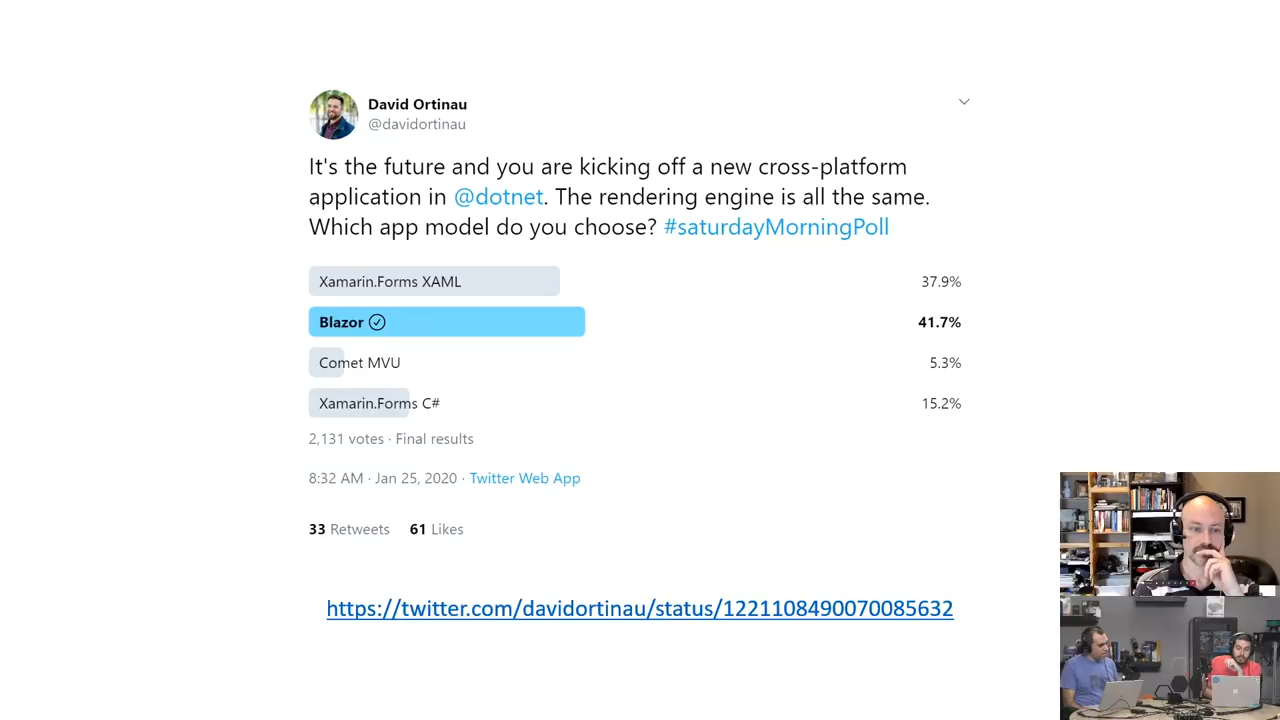 David Ortinau
@davidortinau
It's the future and you are kicking off a new cross-platform
application in @dotnet. The rendering engine is all the same.
Which app model do you choose? #saturdayMorningPoll
Xamarin.Forms XAML 37.9%
Blazor 41.7%
Comet MVU 5.3%
Xamarin.Forms C# 15.2%
2,131 votes · Final results
8:32 AM · Jan 25, 2020 · Twitter Web App
33 Retweets 61 Likes
https://twitter.com/davidortinau/status/1221108490070085632